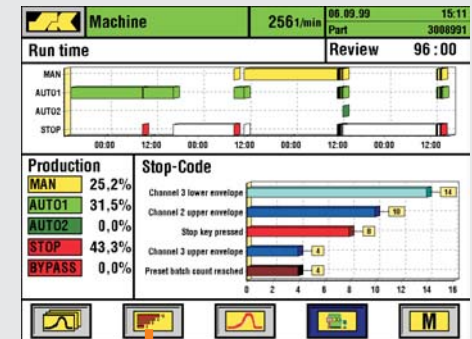 Machine 256 1/min 06.09.99 15:11
Part 3008991
Run time Review 96:00
MAN
AUTO1
AUTO2
STOP
00:00 12:00 00:00 12:00 00:00 12:00 00:00 12:00
Production Stop-Code
MAN 25,2%
AUTO1 31,5%
AUTO2 0,0%
STOP 43,3%
BYPASS 0,0%
Channel 3 lower envelope 14
Channel 2 upper envelope 10
Stop key pressed 8
Channel 3 upper envelope 4
Preset batch count reached 4
0 2 4 6 8 10 12 14 16
M